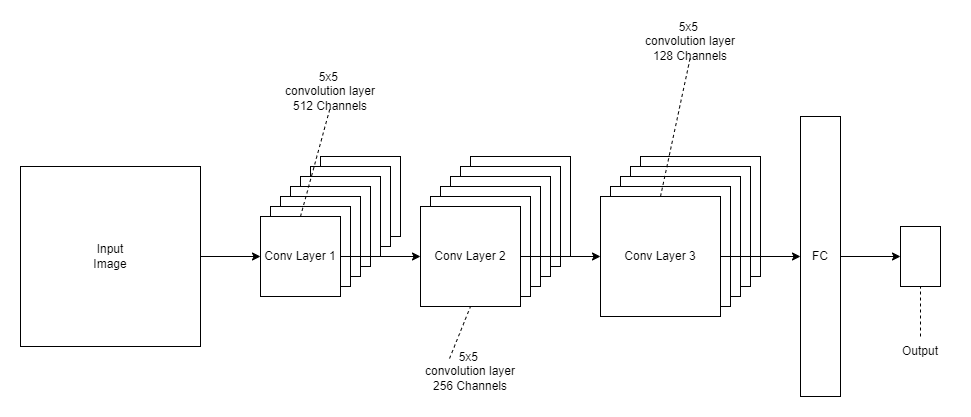 5x5
convolution layer
128 Channels
5x5
convolution layer
512 Channels
Input
Image
Conv Layer 1
Conv Layer 2
Conv Layer 3
FC
Output
5x5
convolution layer
256 Channels